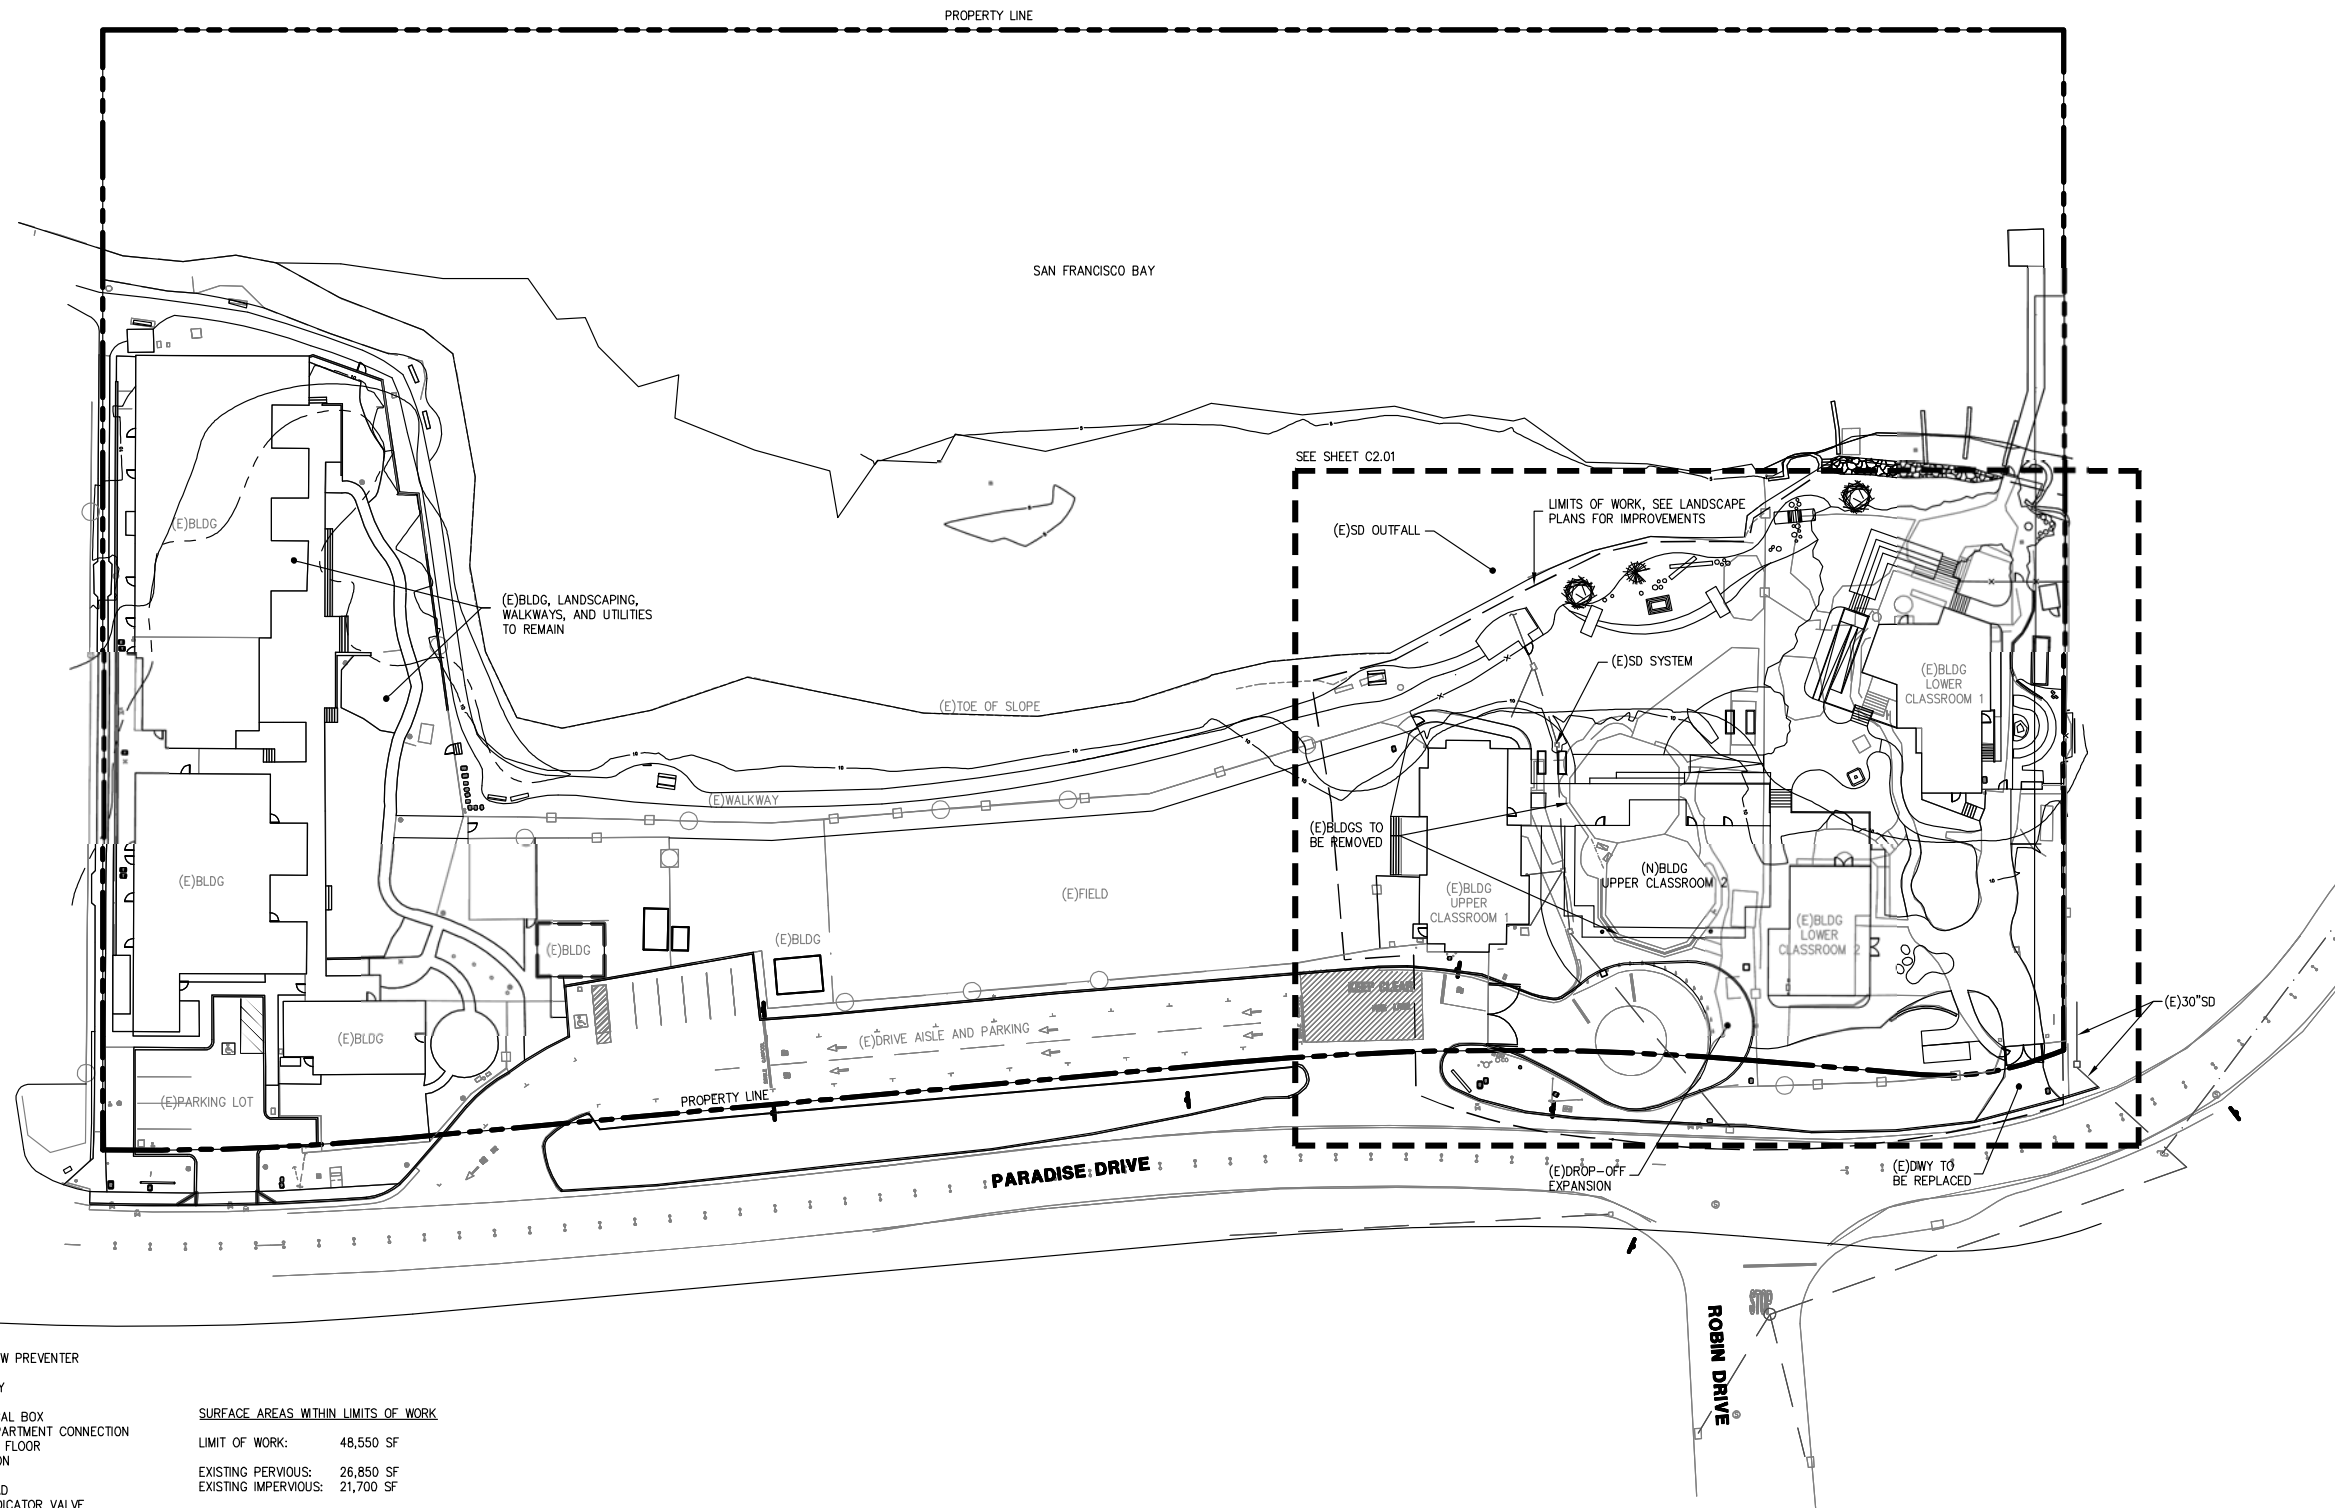 PROPERTY LINE
SAN FRANCISCO BAY
SEE SHEET C2.01
LIMITS OF WORK, SEE LANDSCAPE
PLANS FOR IMPROVEMENTS
(E)SD OUTFALL
(E)BLDG
(E)BLDG, LANDSCAPING,
WALKWAYS, AND UTILITIES
TO REMAIN
(E)SD SYSTEM
(E)BLDG
LOWER
CLASSROOM 1
(E)TOE OF SLOPE
(E)WALKWAY
(E)BLDGS TO
BE REMOVED
(E)BLDG
(E)FIELD
(E)BLDG
UPPER
CLASSROOM 1
(N)BLDG
UPPER CLASSROOM 2
(E)BLDG
LOWER
CLASSROOM 2
(E)BLDG
(E)BLDG
KEEP CLEAR
(E)30"SD
(E)BLDG
(E)DRIVE AISLE AND PARKING
PROPERTY LINE
(E)PARKING LOT
PARADISE DRIVE
(E)DROP-OFF
EXPANSION
(E)DWY TO
BE REPLACED
STOP
ROBIN DRIVE
W PREVENTER
Y
AL BOX
PARTMENT CONNECTION
FLOOR
ON
AD
DICATOR VALVE
SURFACE AREAS WITHIN LIMITS OF WORK
LIMIT OF WORK: 48,550 SF
EXISTING PERVIOUS: 26,850 SF
EXISTING IMPERVIOUS: 21,700 SF